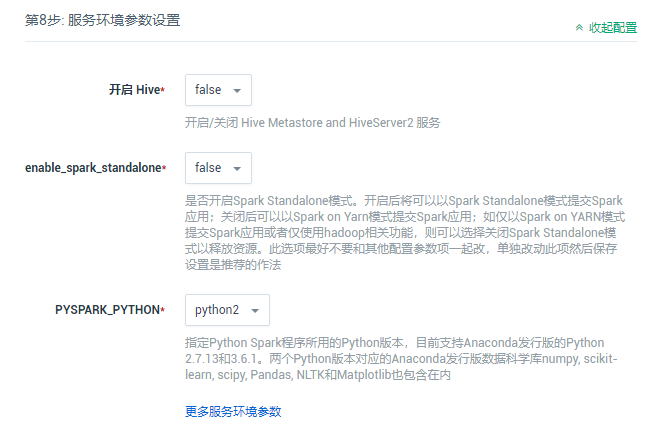 第8步: 服务环境参数设置
收起配置
开启 Hive*
false
开启/关闭 Hive Metastore and HiveServer2 服务
enable_spark_standalone*
false
是否开启Spark Standalone模式。开启后将可以以Spark Standalone模式提交Spark
应用；关闭后可以以Spark on Yarn模式提交Spark应用；如仅以Spark on YARN模式
提交Spark应用或者仅使用hadoop相关功能，则可以选择关闭Spark Standalone模
式以释放资源。此选项最好不要和其他配置参数项一起改，单独改动此项然后保存
设置是推荐的作法
PYSPARK_PYTHON*
python2
指定Python Spark程序所用的Python版本，目前支持Anaconda发行版的Python
2.7.13和3.6.1。两个Python版本对应的Anaconda发行版数据科学库numpy, scikit-
learn, scipy, Pandas, NLTK和Matplotlib也包含在内
更多服务环境参数